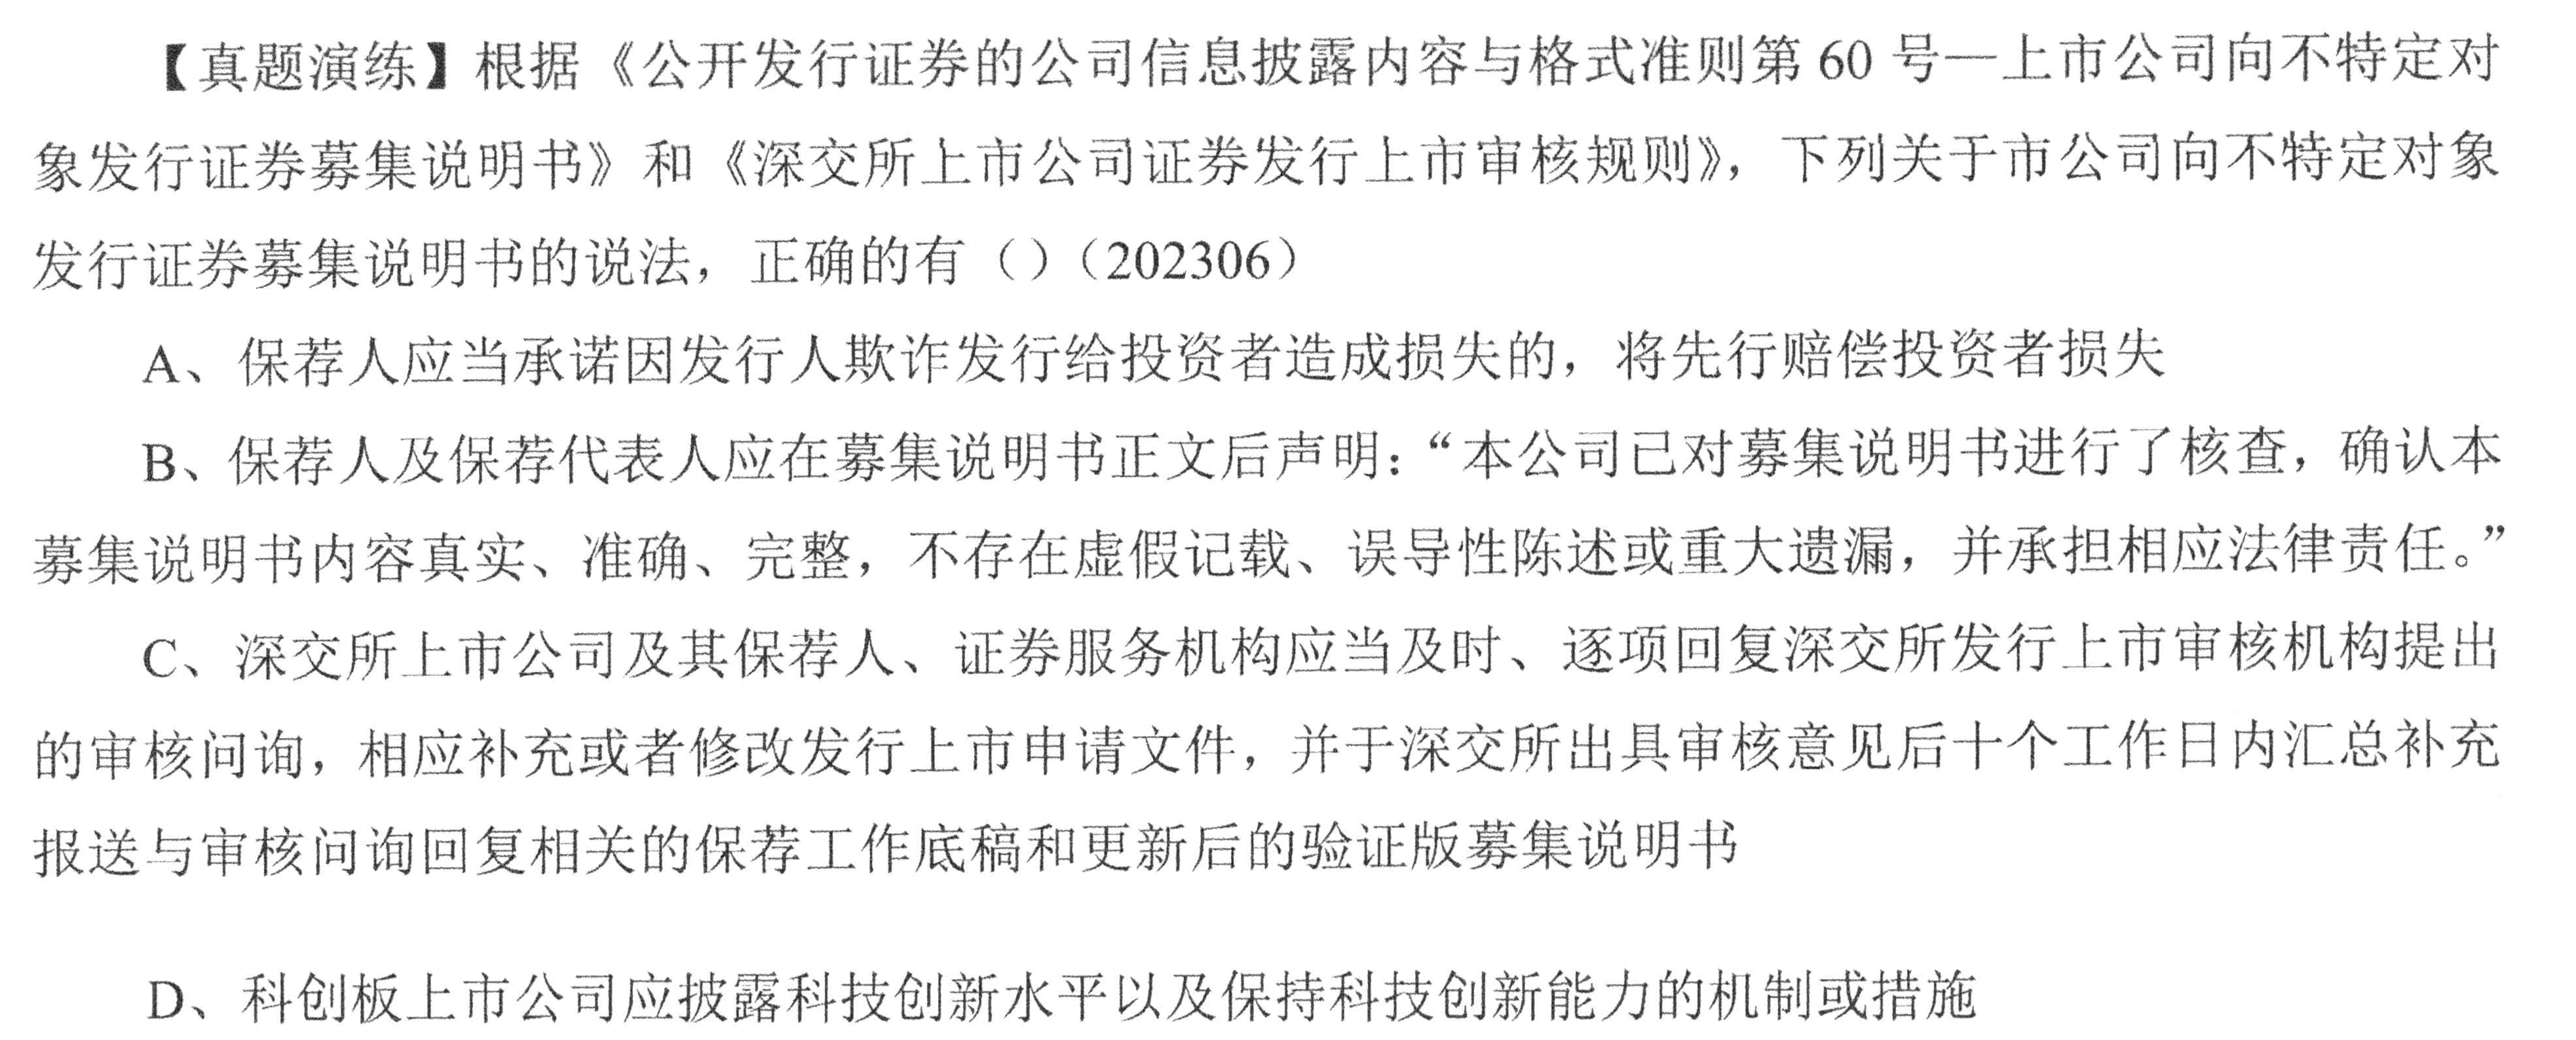 【真题演练】根据《公开发行证券的公司信息披露内容与格式准则第 60 号—上市公司向不特定对
象发行证券募集说明书》和《深交所上市公司证券发行上市审核规则》，下列关于市公司向不特定对象
发行证券募集说明书的说法，正确的有（）（202306）
A、保荐人应当承诺因发行人欺诈发行给投资者造成损失的，将先行赔偿投资者损失
B、保荐人及保荐代表人应在募集说明书正文后声明：“本公司已对募集说明书进行了核查，确认本
募集说明书内容真实、准确、完整，不存在虚假记载、误导性陈述或重大遗漏，并承担相应法律责任。”
C、深交所上市公司及其保荐人、证券服务机构应当及时、逐项回复深交所发行上市审核机构提出
的审核问询，相应补充或者修改发行上市申请文件，并于深交所出具审核意见后十个工作日内汇总补充
报送与审核问询回复相关的保荐工作底稿和更新后的验证版募集说明书
D、科创板上市公司应披露科技创新水平以及保持科技创新能力的机制或措施